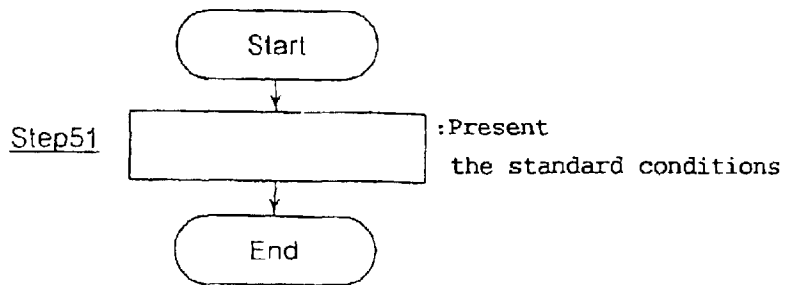 Start
Step51
:Present
the standard conditions
End